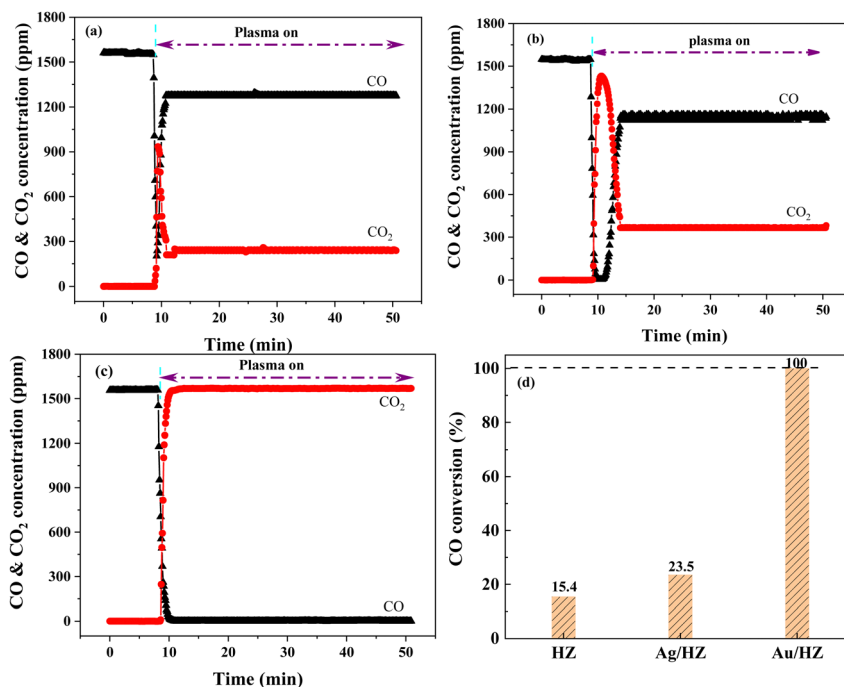 (a)
Plasma on
CO
CO₂
1800
1500
1200
900
600
300
0
0 10 20 30 40 50
Time (min)
CO & CO₂ concentration (ppm)
(b)
plasma on
CO
CO₂
1800
1500
1200
900
600
300
0
0 10 20 30 40 50
Time (min)
CO & CO₂ concentration (ppm)
(c)
Plasma on
CO₂
CO
1800
1500
1200
900
600
300
0
0 10 20 30 40 50
Time (min)
CO & CO₂ concentration (ppm)
(d)
100
15.4
23.5
100
80
60
40
20
0
HZ Ag/HZ Au/HZ
CO conversion (%)